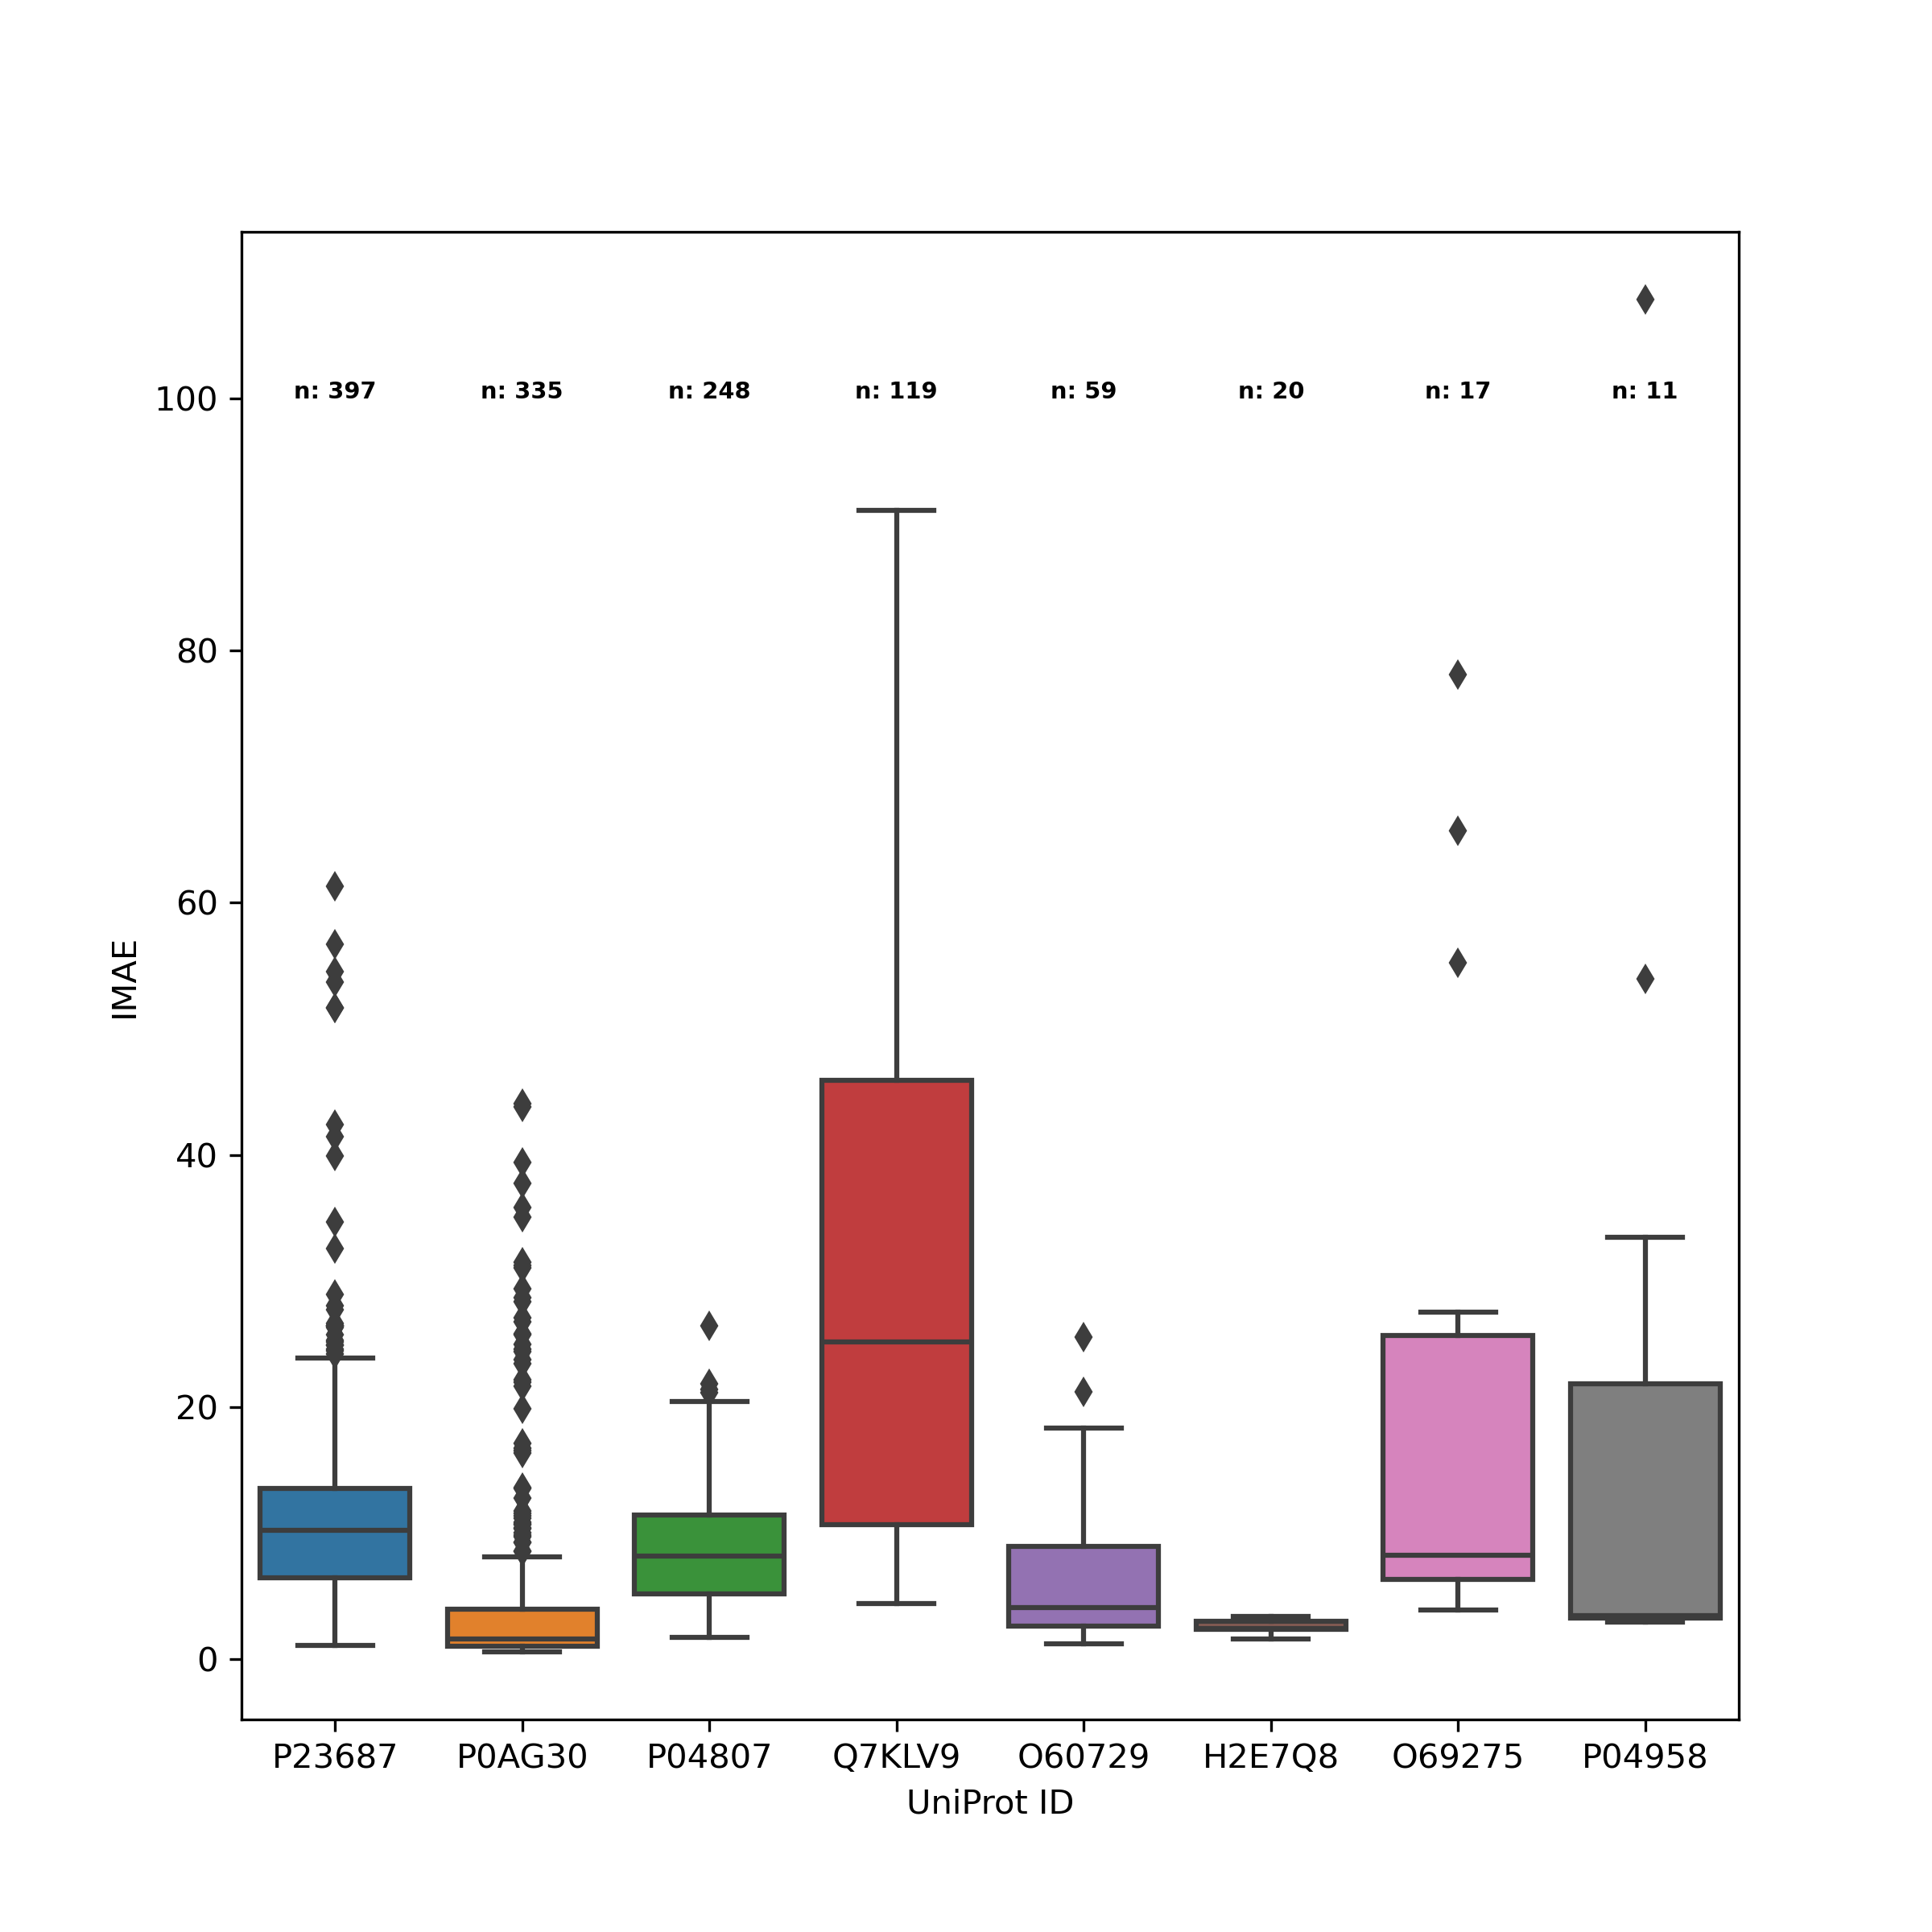 n: 397 n: 335 n: 248 n: 119 n: 59 n: 20 n: 17 n: 11
100
80
60
40
20
0
IMAE
P23687 P0AG30 P04807 Q7KLV9 O60729 H2E7Q8 O69275 P04958
UniProt ID